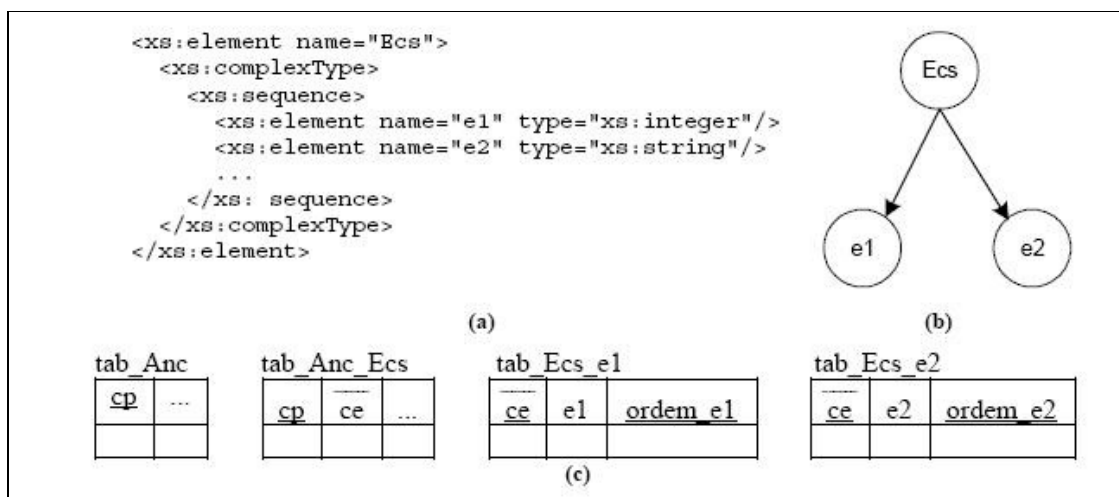 <xs:element name="Ecs">
<xs:complexType>
<xs:sequence>
<xs:element name="e1" type="xs:integer"/>
<xs:element name="e2" type="xs:string"/>
...
</xs: sequence>
</xs:complexType>
</xs:element>
(a)
Ecs
e1 e2
(b)
tab_Anc tab_Anc_Ecs tab_Ecs_e1 tab_Ecs_e2
cp ... cp ce ... ce e1 ordem_e1 ce e2 ordem_e2
(c)